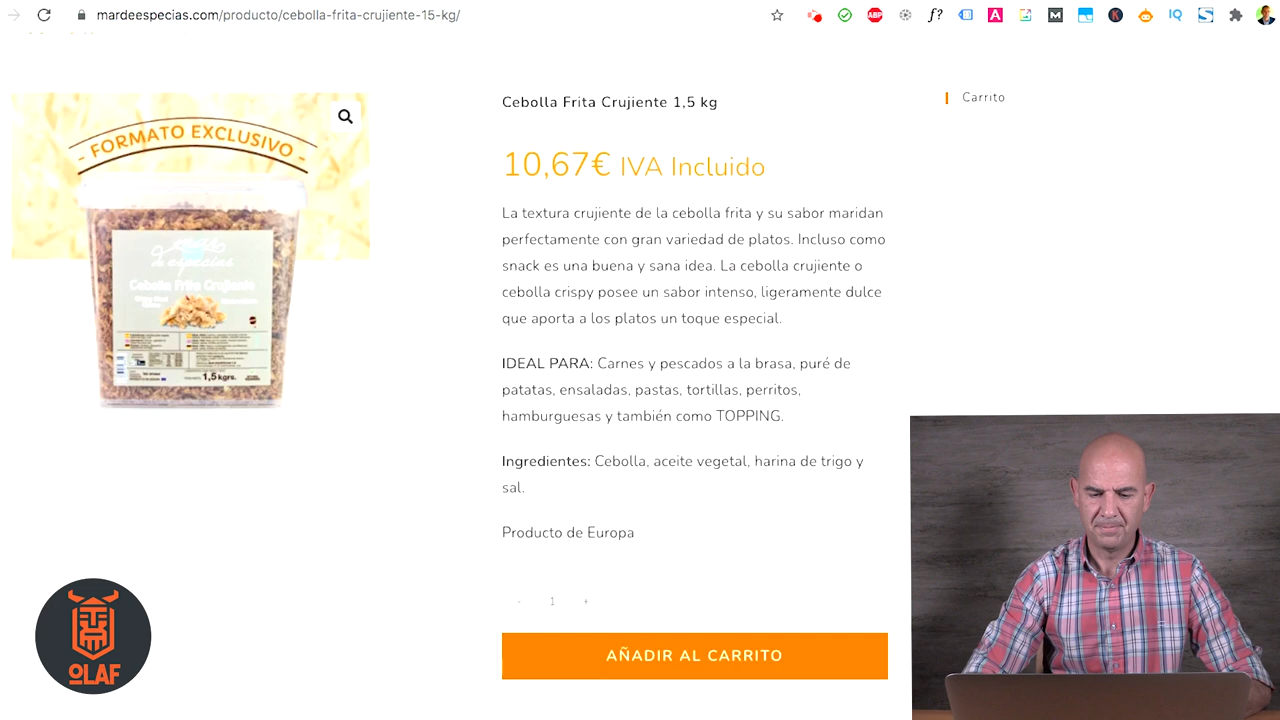 mardeespecias.com/producto/cebolla-frita-crujiente-15-kg/
ABP
f?
A
M
K
IQ
S
- FORMATO EXCLUSIVO -
de especias
Cebolla Frita Crujiente
1,5 kgrs.
Cebolla Frita Crujiente 1,5 kg
10,67€ IVA Incluido
La textura crujiente de la cebolla frita y su sabor maridan
perfectamente con gran variedad de platos. Incluso como
snack es una buena y sana idea. La cebolla crujiente o
cebolla crispy posee un sabor intenso, ligeramente dulce
que aporta a los platos un toque especial.
IDEAL PARA: Carnes y pescados a la brasa, puré de
patatas, ensaladas, pastas, tortillas, perritos,
hamburguesas y también como TOPPING.
Ingredientes: Cebolla, aceite vegetal, harina de trigo y
sal.
Producto de Europa
- 1 +
AÑADIR AL CARRITO
Carrito
OLAF